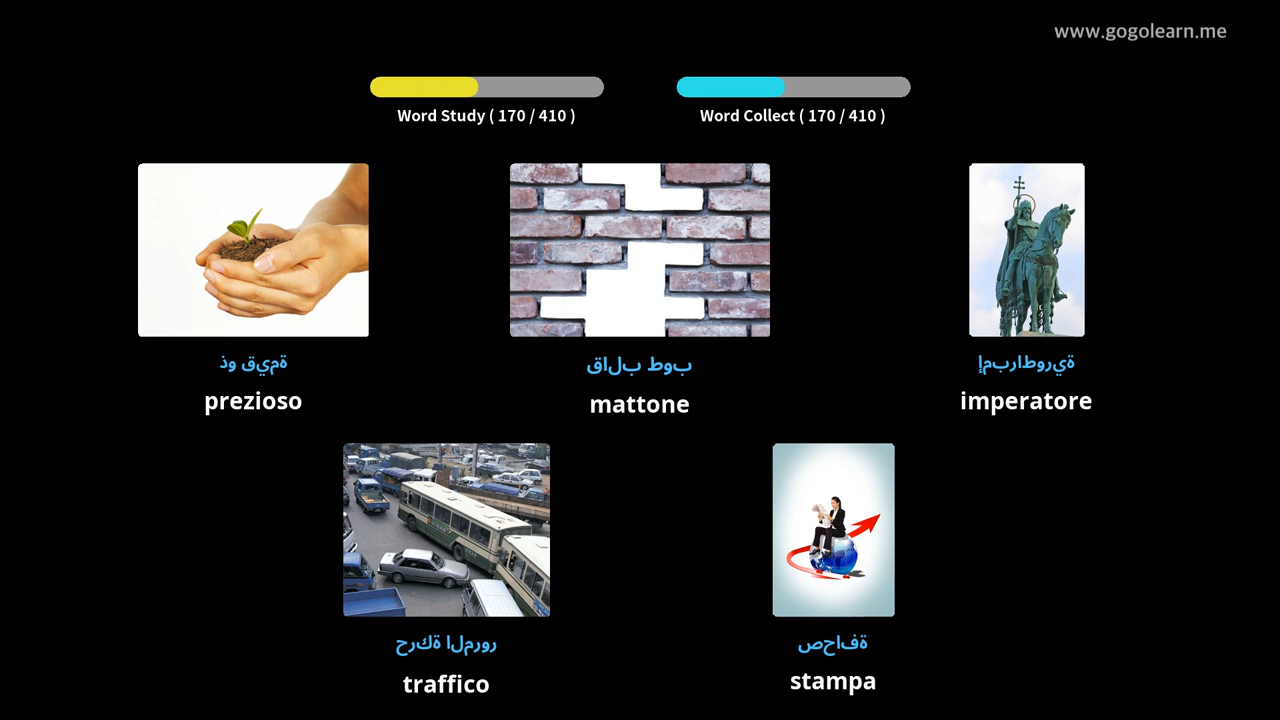 www.gogolearn.me
Word Study ( 170 / 410 )
Word Collect ( 170 / 410 )
ذو قيمة
prezioso
قالب طوب
mattone
إمبراطورية
imperatore
حركة المرور
traffico
صحافة
stampa